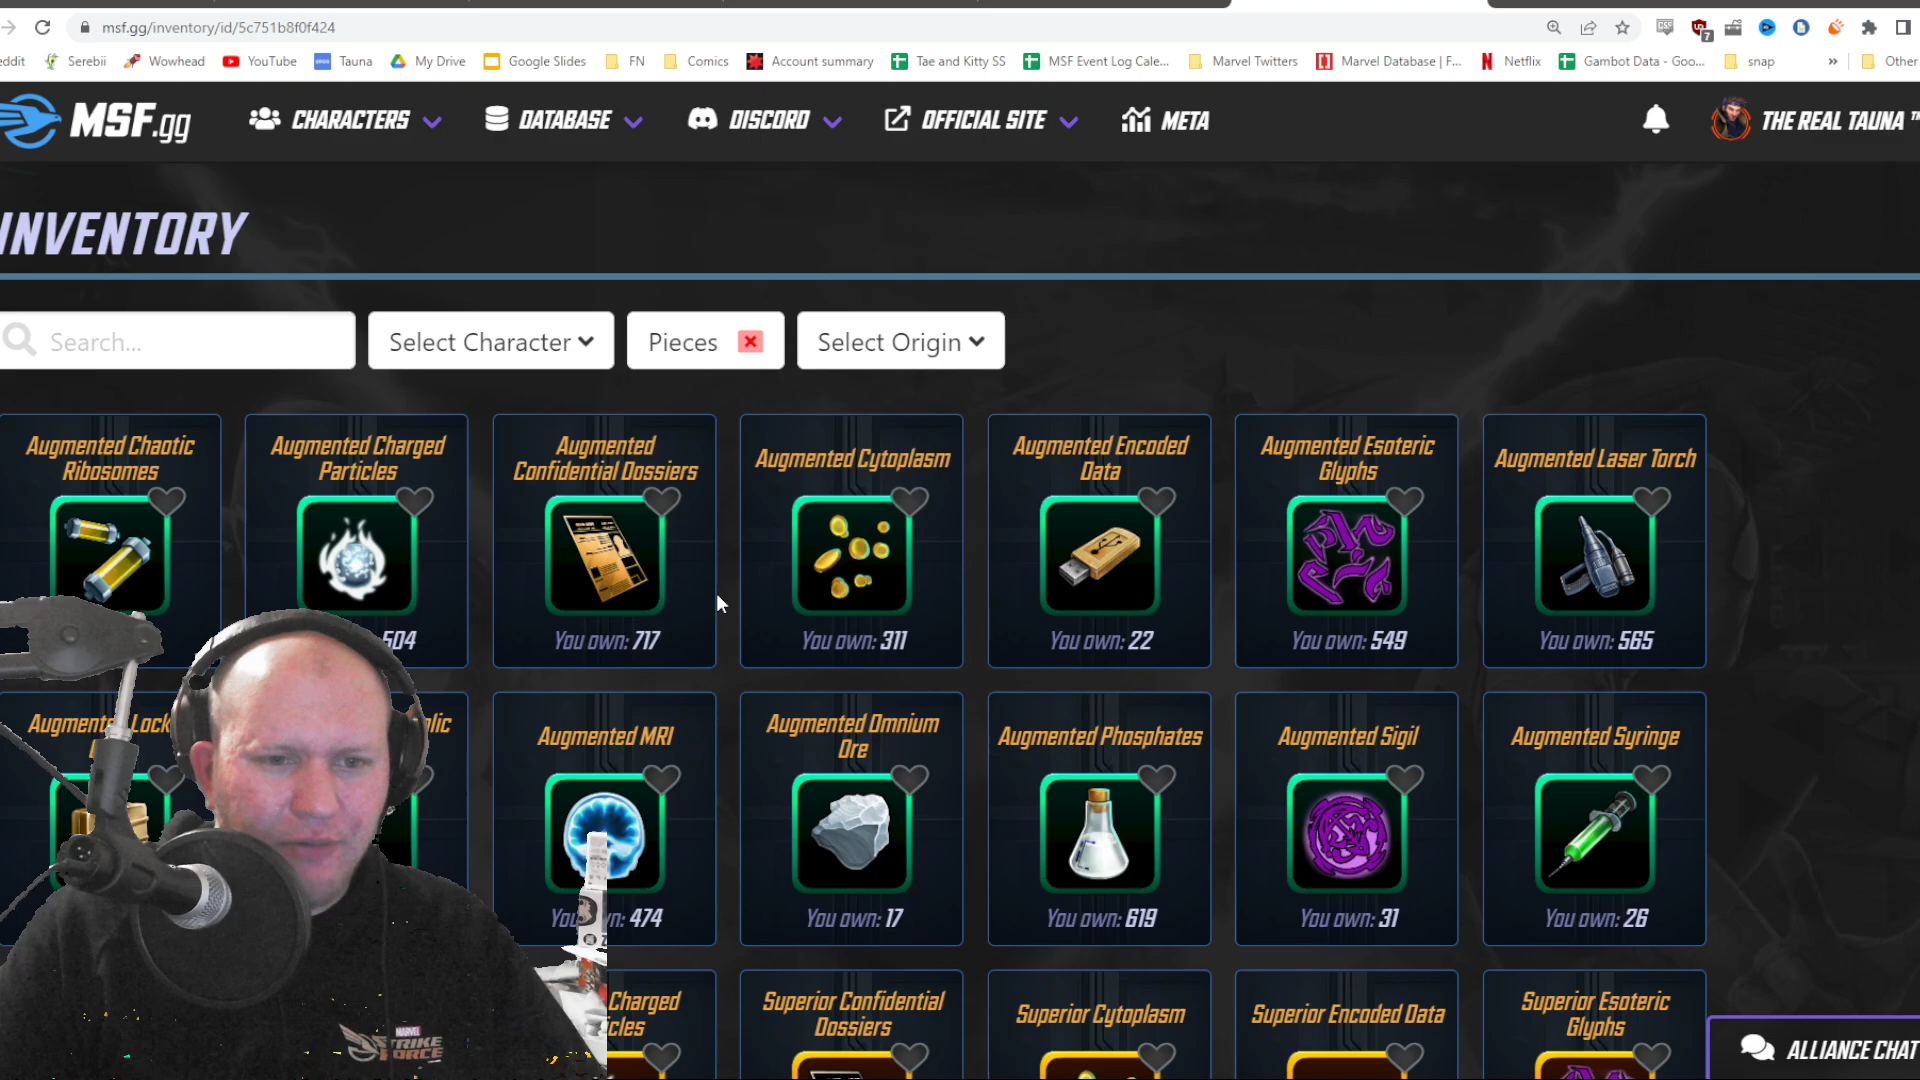 msf.gg/inventory/id/5c751b8f0f424
7
eddit Serebii Wowhead YouTube Tauna My Drive Google Slides FN Comics Account summary Tae and Kitty SS MSF Event Log Cale... Marvel Twitters Marvel Database | F... Netflix Gambot Data - Goo... snap » Other
MSF.gg CHARACTERS DATABASE DISCORD OFFICIAL SITE META THE REAL TAUNA
INVENTORY
Search... Select Character Pieces Select Origin
Augmented Chaotic Ribosomes
Augmented Charged Particles
504
Augmented Confidential Dossiers
You own: 717
Augmented Cytoplasm
You own: 311
Augmented Encoded Data
You own: 22
Augmented Esoteric Glyphs
You own: 549
Augmented Laser Torch
You own: 565
Augmented MRI
474
Augmented Omnium Ore
You own: 17
Augmented Phosphates
You own: 619
Augmented Sigil
You own: 31
Augmented Syringe
You own: 26
Charged
Superior Confidential Dossiers
Superior Cytoplasm
Superior Encoded Data
Superior Esoteric Glyphs
MARVEL
STRIKE
FORCE
ALLIANCE CHAT